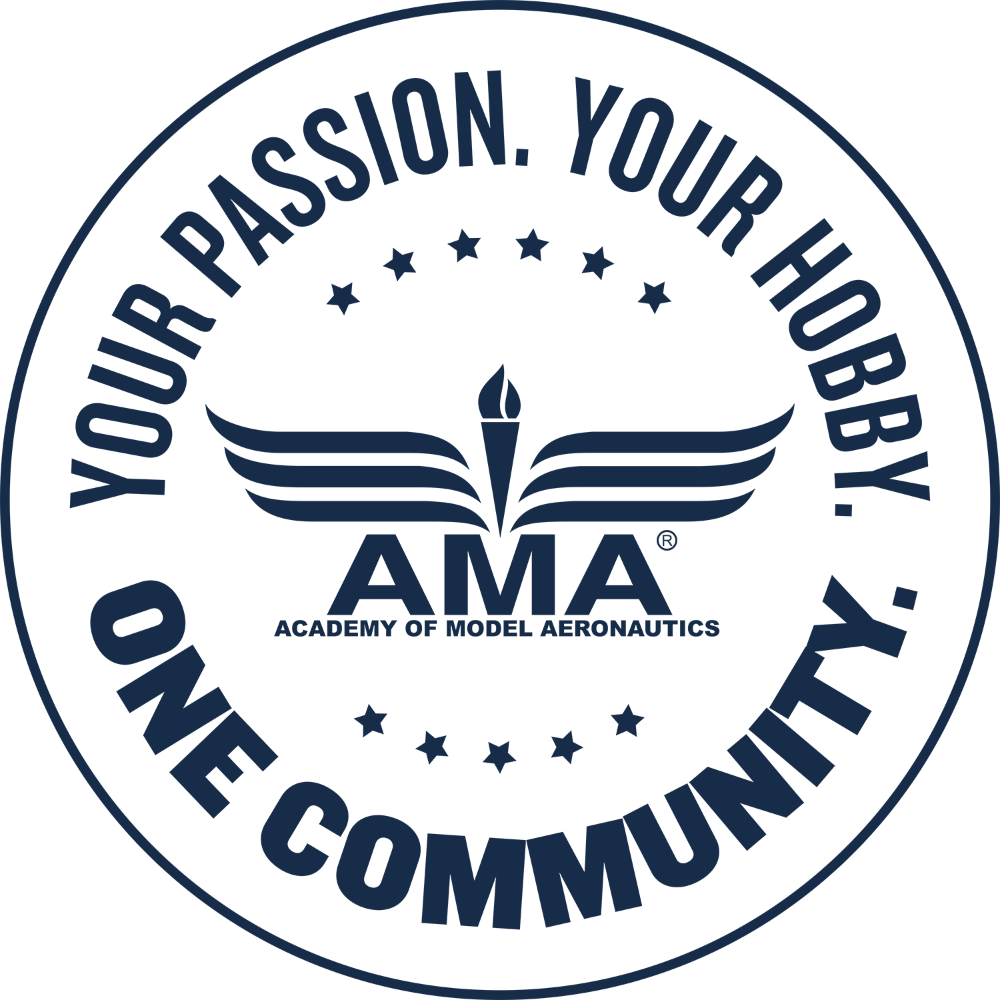 YOUR PASSION. YOUR HOBBY.
AMA®
ACADEMY OF MODEL AERONAUTICS
ONE COMMUNITY.